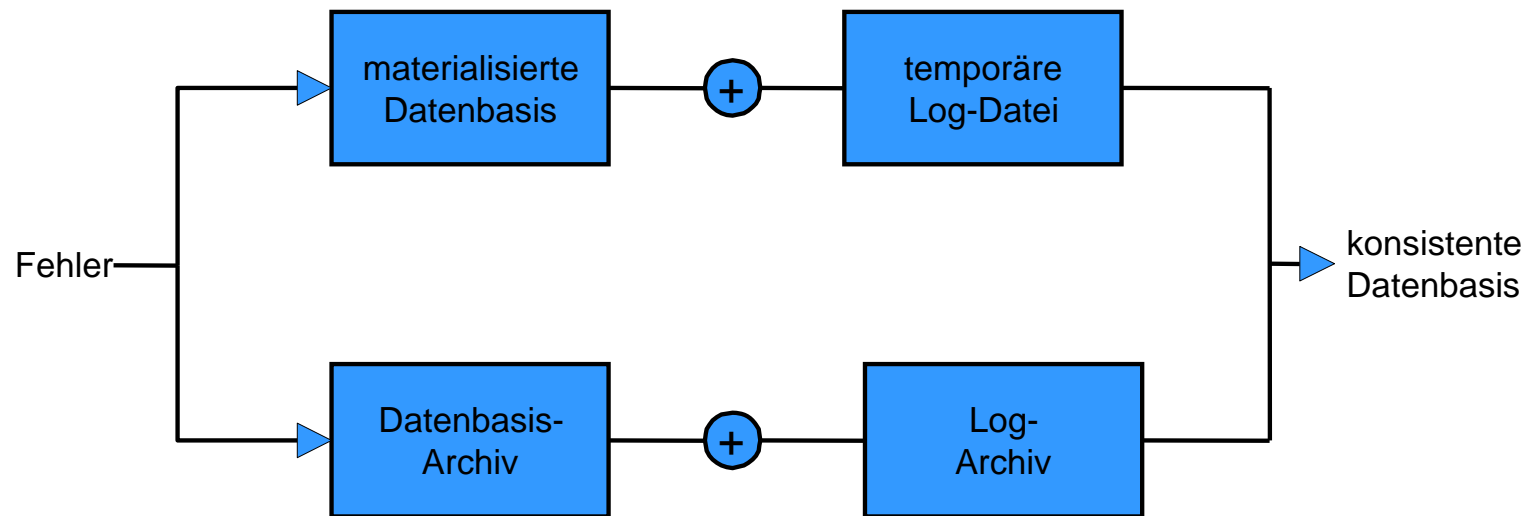 materialisierte
Datenbasis
+
temporäre
Log-Datei
Fehler
konsistente
Datenbasis
Datenbasis-
Archiv
+
Log-
Archiv